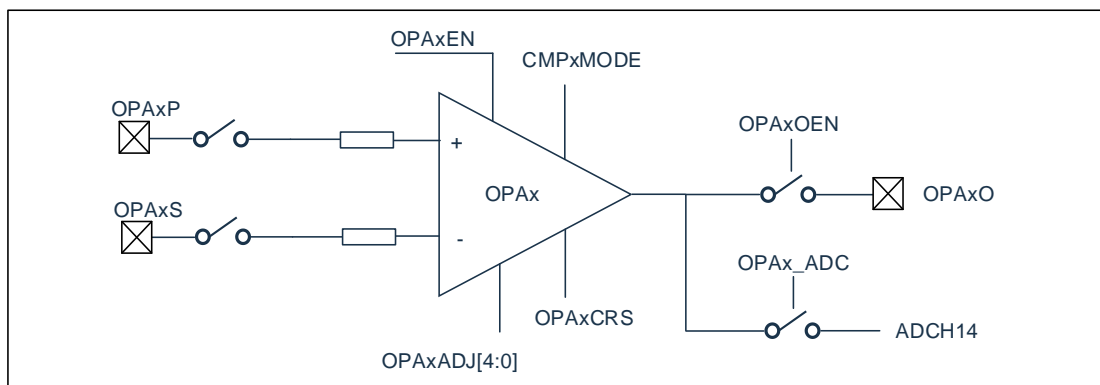 OPAxEN
CMPxMODE
OPAxP
OPAxOEN
+
OPAx
OPAxO
OPAxS
-
OPAx_ADC
OPAxCRS
ADCH14
OPAxADJ[4:0]